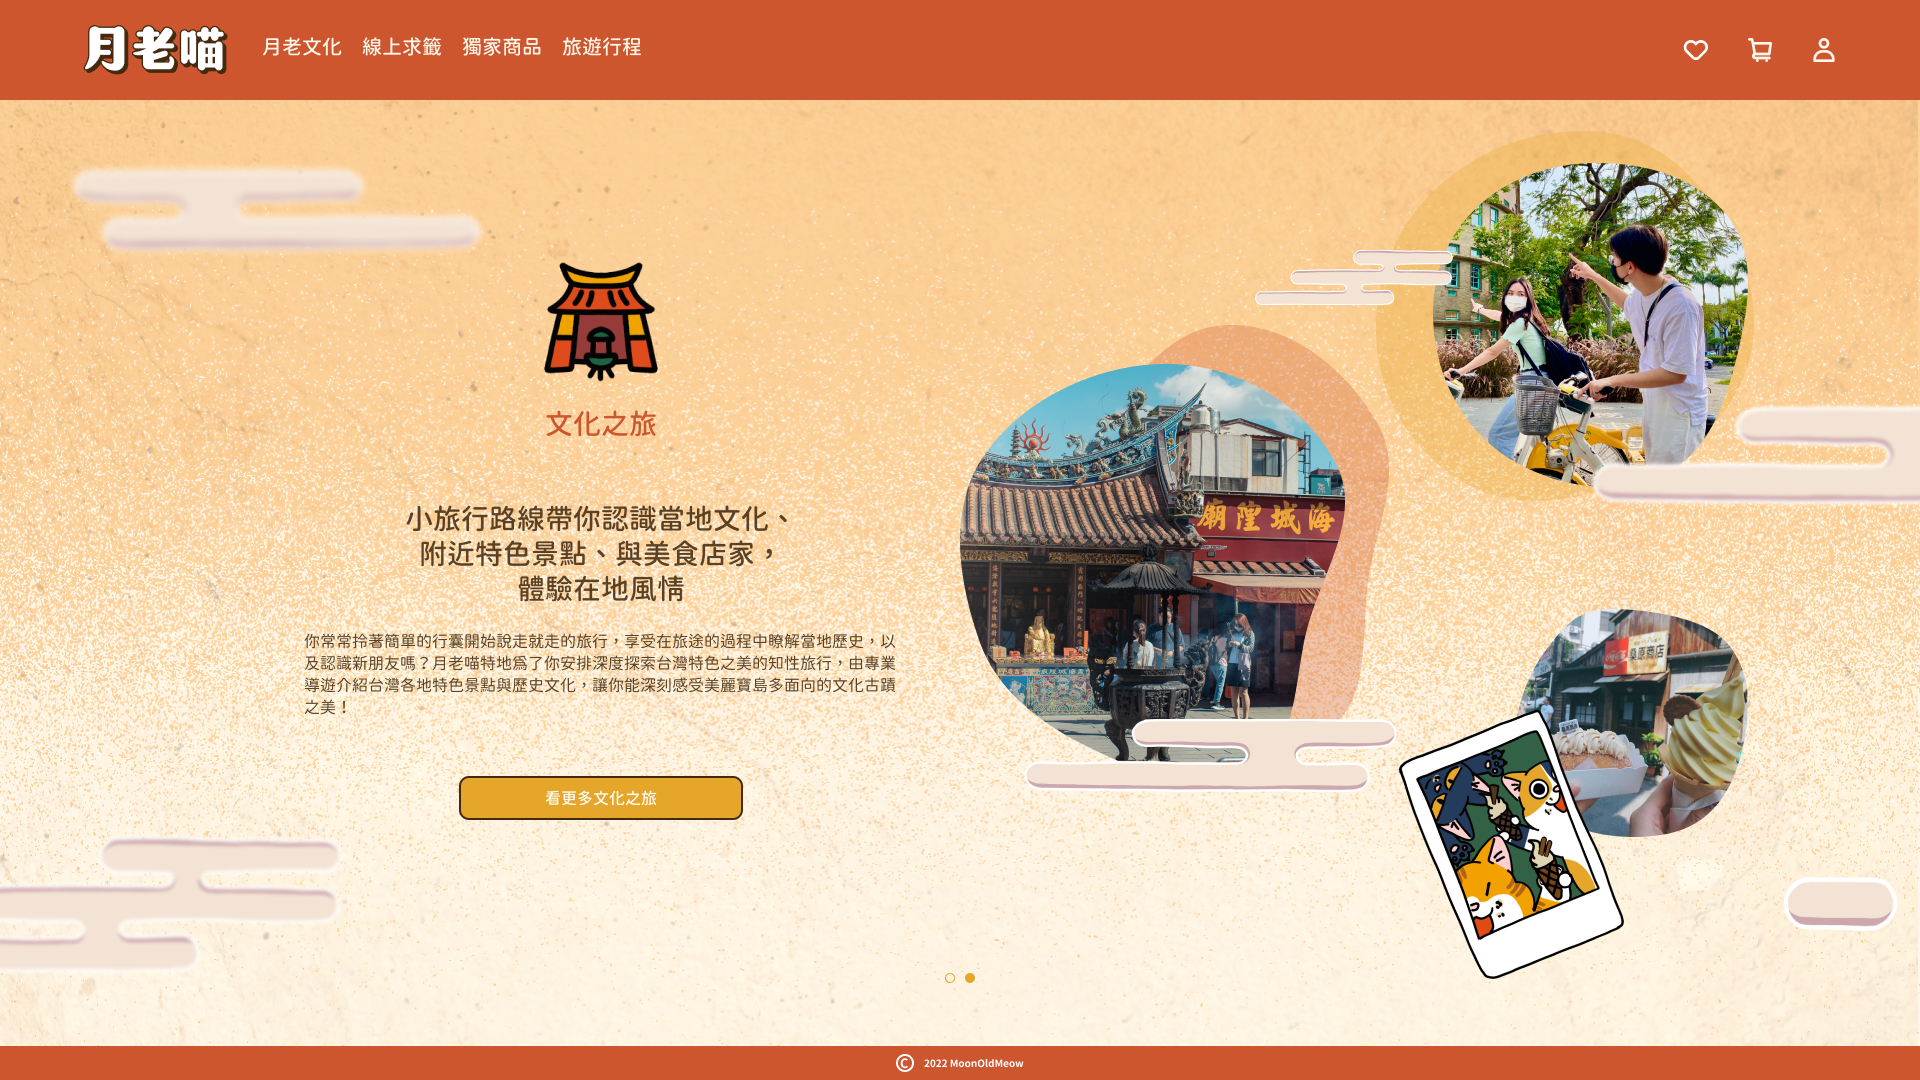 月老喵
月老文化 線上求籤 獨家商品 旅遊行程
文化之旅
小旅行路線帶你認識當地文化、
附近特色景點、與美食店家，
體驗在地風情
你常常拎著簡單的行囊開始說走就走的旅行，享受在旅途的過程中瞭解當地歷史，以
及認識新朋友嗎？月老喵特地為了你安排深度探索台灣特色之美的知性旅行，由專業
導遊介紹台灣各地特色景點與歷史文化，讓你能深刻感受美麗寶島多面向的文化古蹟
之美！
看更多文化之旅
廟隍城海
桑原商店
© 2022 MoonOldMeow